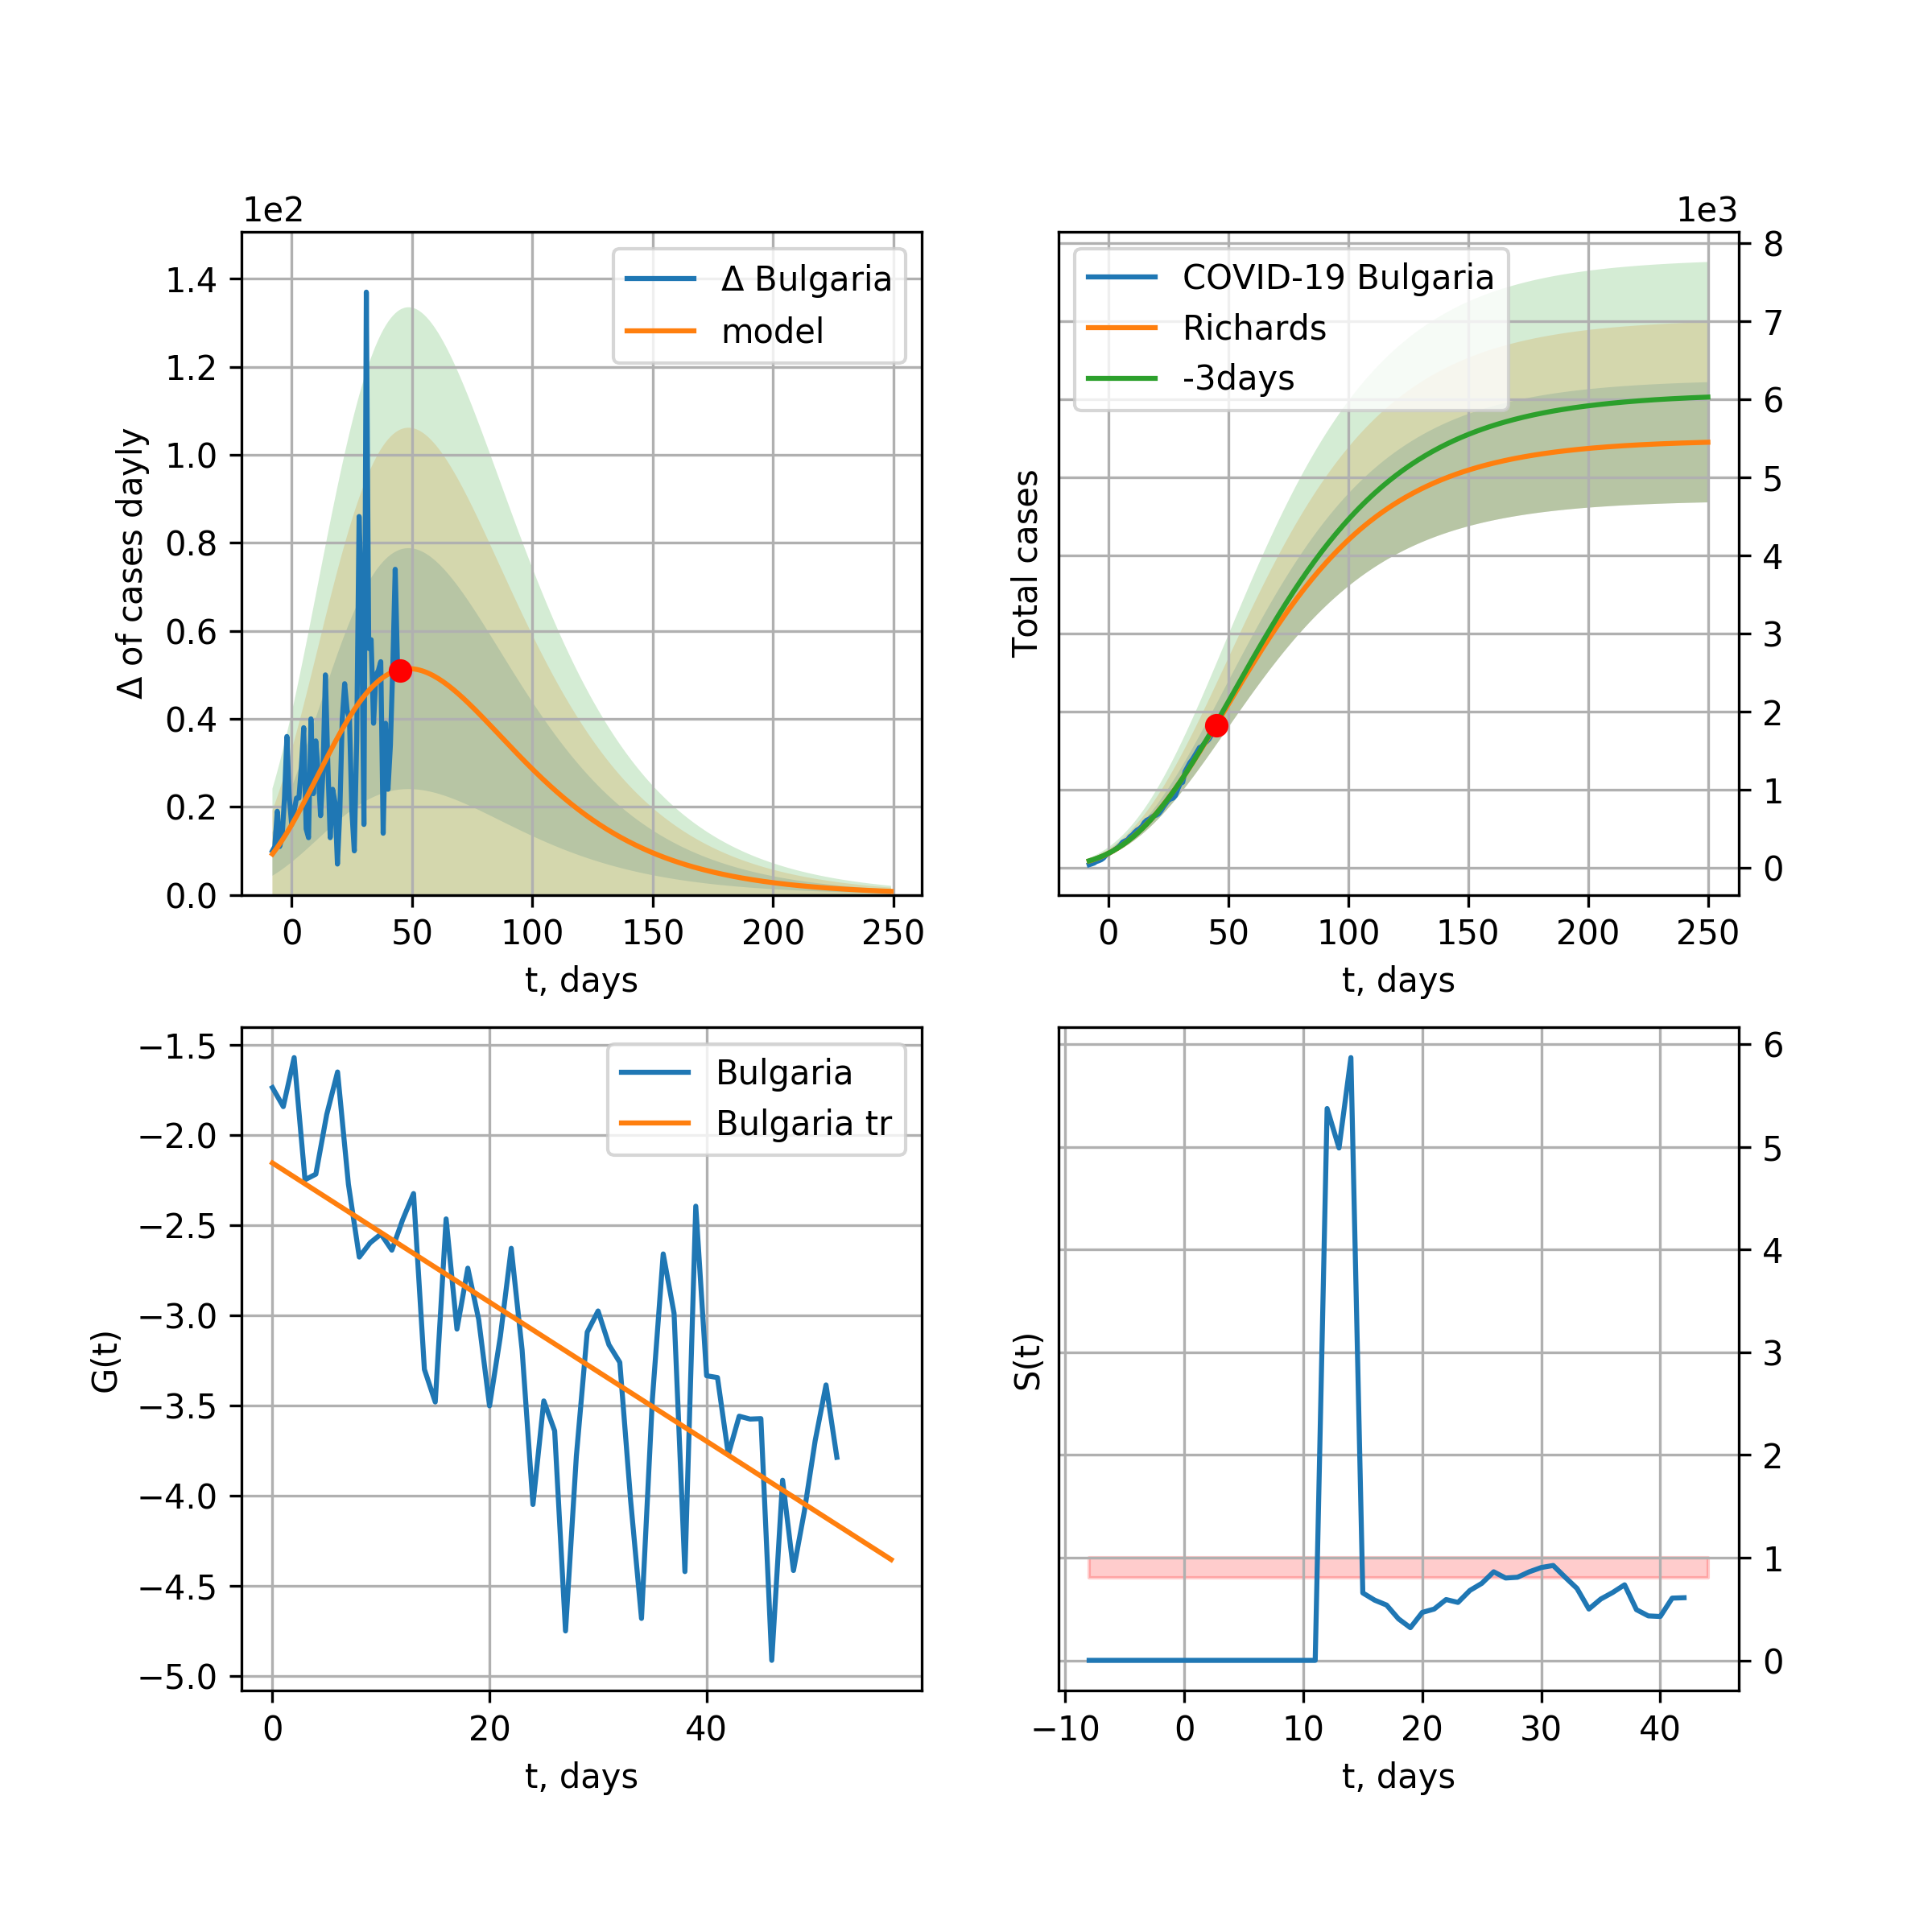 1e2
1.4
1.2
1.0
0.8
0.6
0.4
0.2
0.0
Δ of cases dayly
Δ Bulgaria
model
0 50 100 150 200 250
t, days
1e3
8
7
6
5
4
3
2
1
0
Total cases
COVID-19 Bulgaria
Richards
-3days
0 50 100 150 200 250
t, days
−1.5
−2.0
−2.5
−3.0
−3.5
−4.0
−4.5
−5.0
G(t)
Bulgaria
Bulgaria tr
0 20 40
t, days
6
5
4
3
2
1
0
S(t)
−10 0 10 20 30 40
t, days